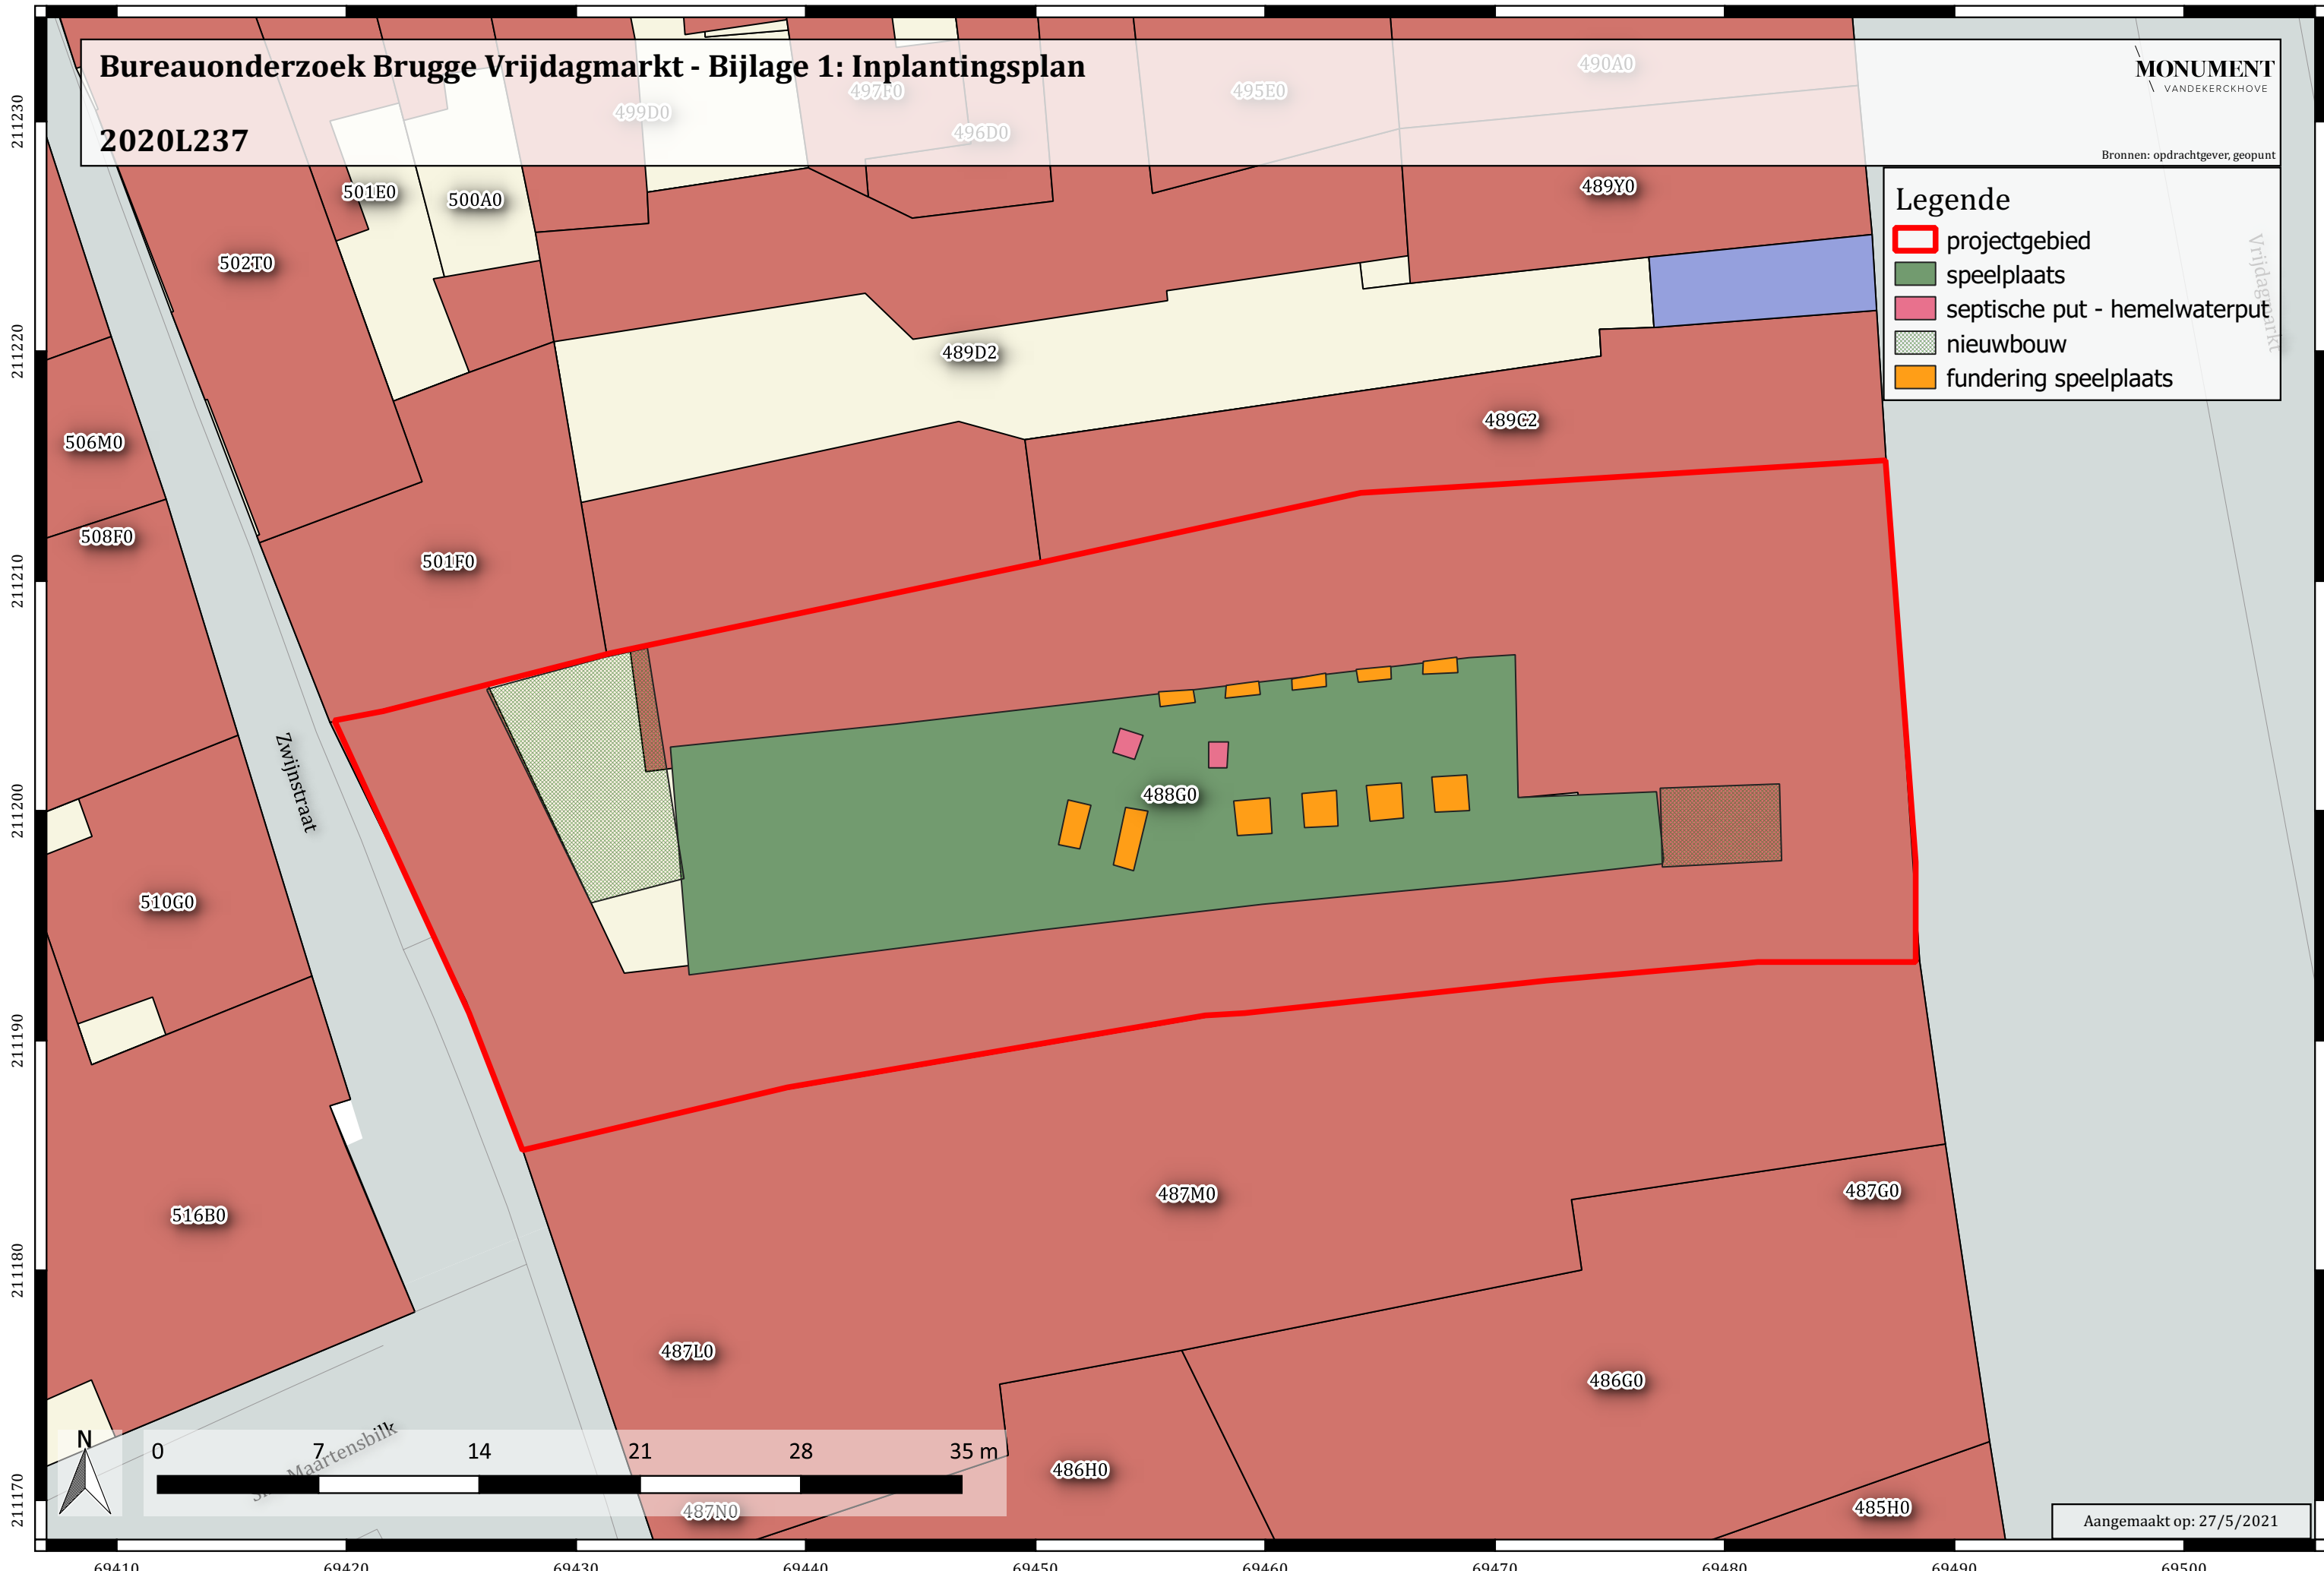 Bureauonderzoek Brugge Vrijdagmarkt - Bijlage 1: Inplantingsplan
2020L237
MONUMENT
VANDEKERCKHOVE
Bronnen: opdrachtgever, geopunt
Legende
projectgebied
speelplaats
septische put - hemelwaterput
nieuwbouw
fundering speelplaats
Vrijdagmarkt
490A0
497F0
495E0
499D0
496D0
501E0
500A0
489Y0
502T0
489D2
489C2
506M0
508F0
501F0
Zwijnstraat
488G0
510G0
487M0
487G0
516B0
487L0
486G0
Maartensbilk
486H0
487N0
485H0
N
0 7 14 21 28 35 m
Aangemaakt op: 27/5/2021
211230
211220
211210
211200
211190
211180
211170
69410 69420 69430 69440 69450 69460 69470 69480 69490 69500